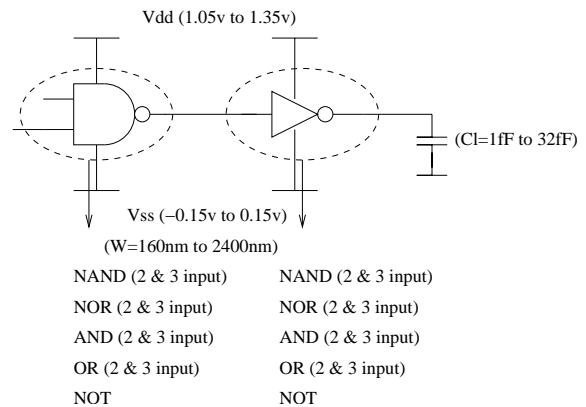 Vdd (1.05v to 1.35v)
(Cl=1fF to 32fF)
Vss (−0.15v to 0.15v)
(W=160nm to 2400nm)
NAND (2 & 3 input) NAND (2 & 3 input)
NOR (2 & 3 input) NOR (2 & 3 input)
AND (2 & 3 input) AND (2 & 3 input)
OR (2 & 3 input) OR (2 & 3 input)
NOT NOT